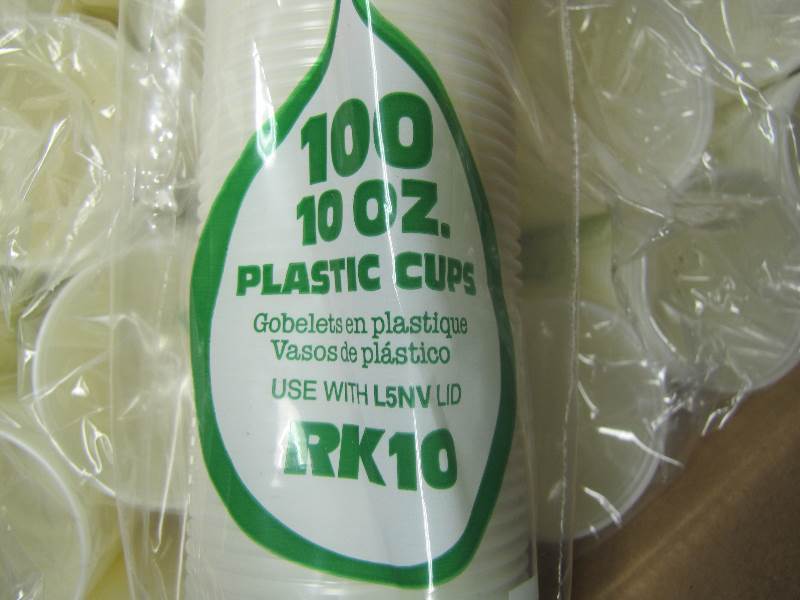 100
10 OZ.
PLASTIC CUPS
Gobelets en plastique
Vasos de plástico
USE WITH L5NV LID
RK10